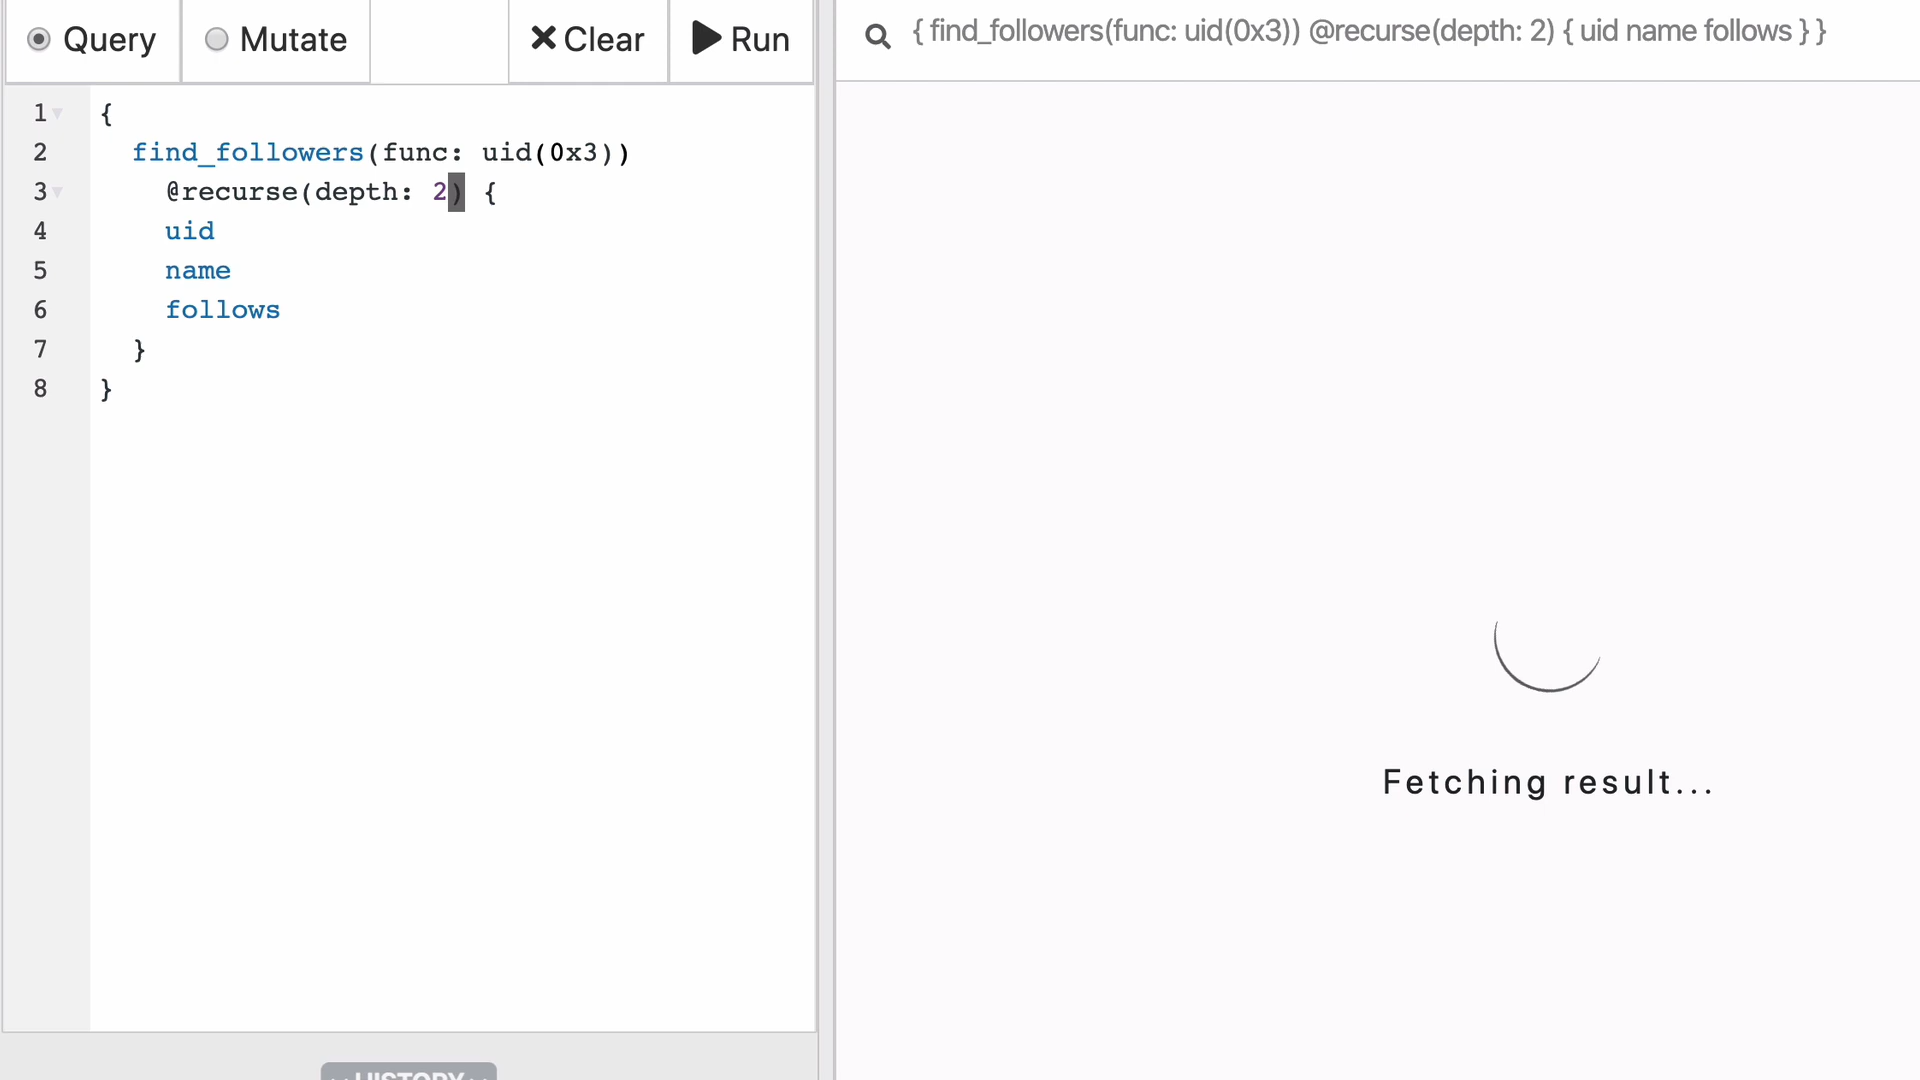 Query
Mutate
Clear
Run
{ find_followers(func: uid(0x3)) @recurse(depth: 2) { uid name follows } }
1 {
2 find_followers(func: uid(0x3))
3 @recurse(depth: 2) {
4 uid
5 name
6 follows
7 }
8 }
Fetching result...
HISTORY